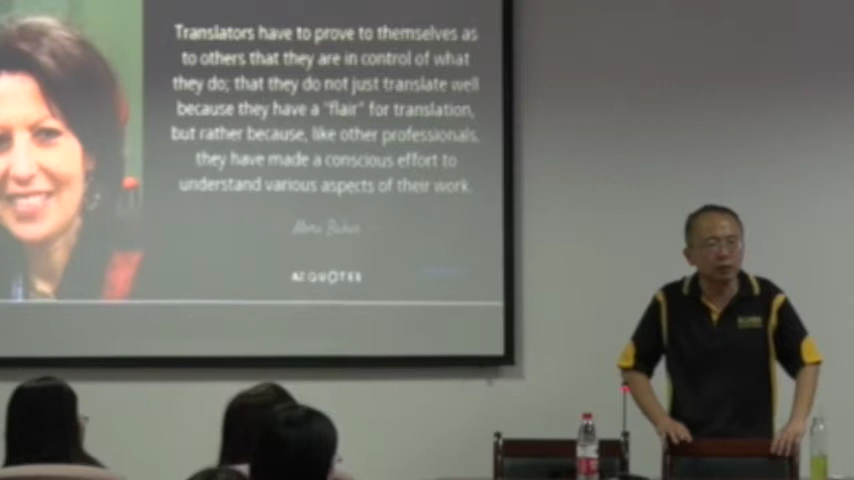 Translators have to prove to themselves as
to others that they are in control of what
they do; that they do not just translate well
because they have a "flair" for translation,
but rather because, like other professionals,
they have made a conscious effort to
understand various aspects of their work.
Mona Baker
AZ QUOTES